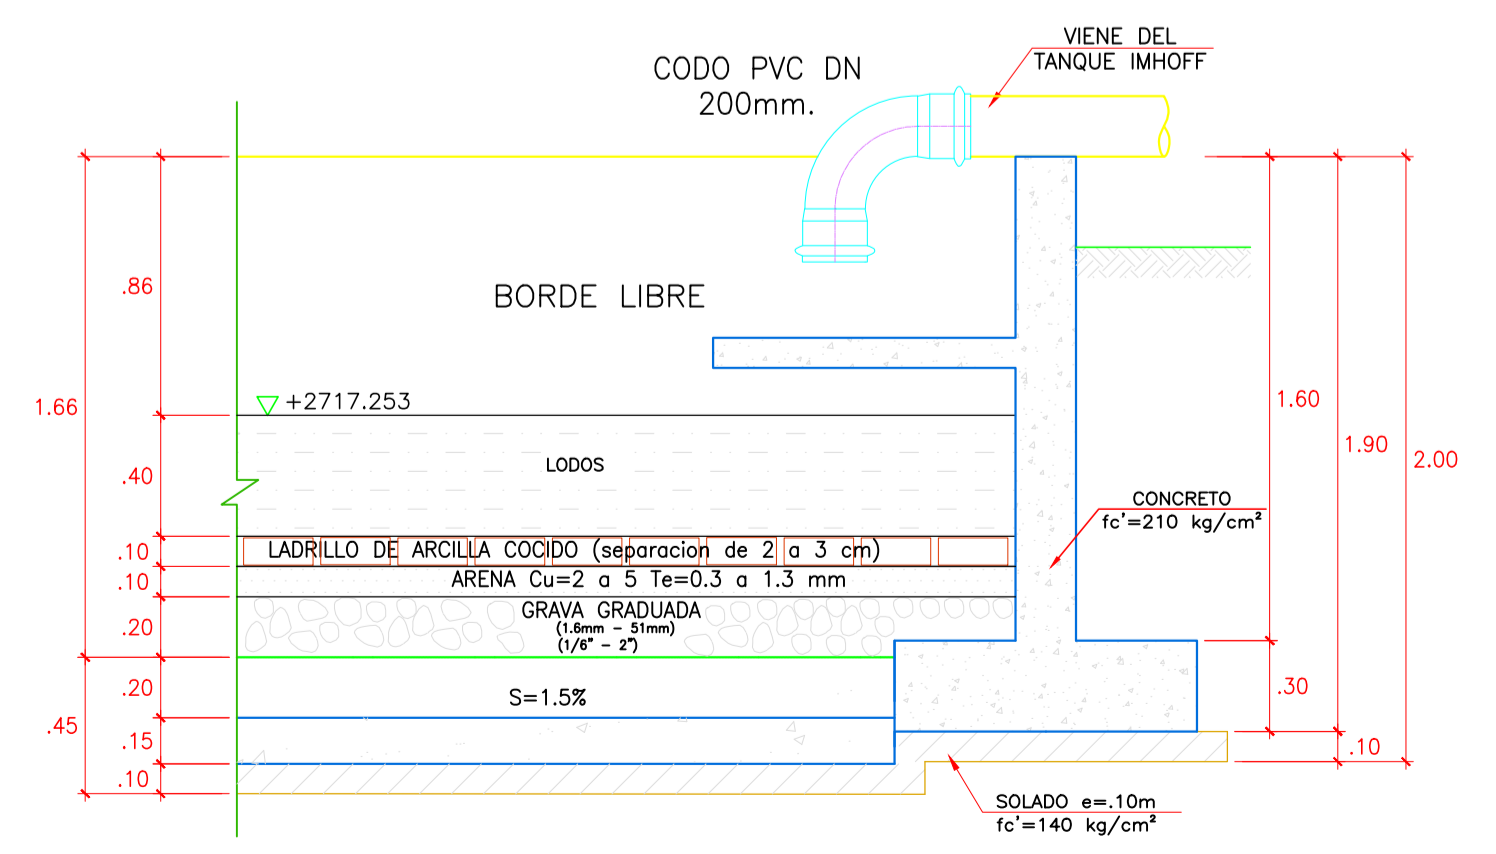 VIENE DEL
TANQUE IMHOFF
CODO PVC DN
200mm.
.86
BORDE LIBRE
1.66
+2717.253
1.60
1.90
2.00
LODOS
.40
CONCRETO
fc'=210 kg/cm²
.10
LADRILLO DE ARCILLA COCIDO (separacion de 2 a 3 cm)
.10
ARENA Cu=2 a 5 Te=0.3 a 1.3 mm
.20
GRAVA GRADUADA
(1.6mm - 51mm)
(1/6" - 2")
.20
S=1.5%
.30
.45
.15
.10
.10
SOLADO e=.10m
fc'=140 kg/cm²